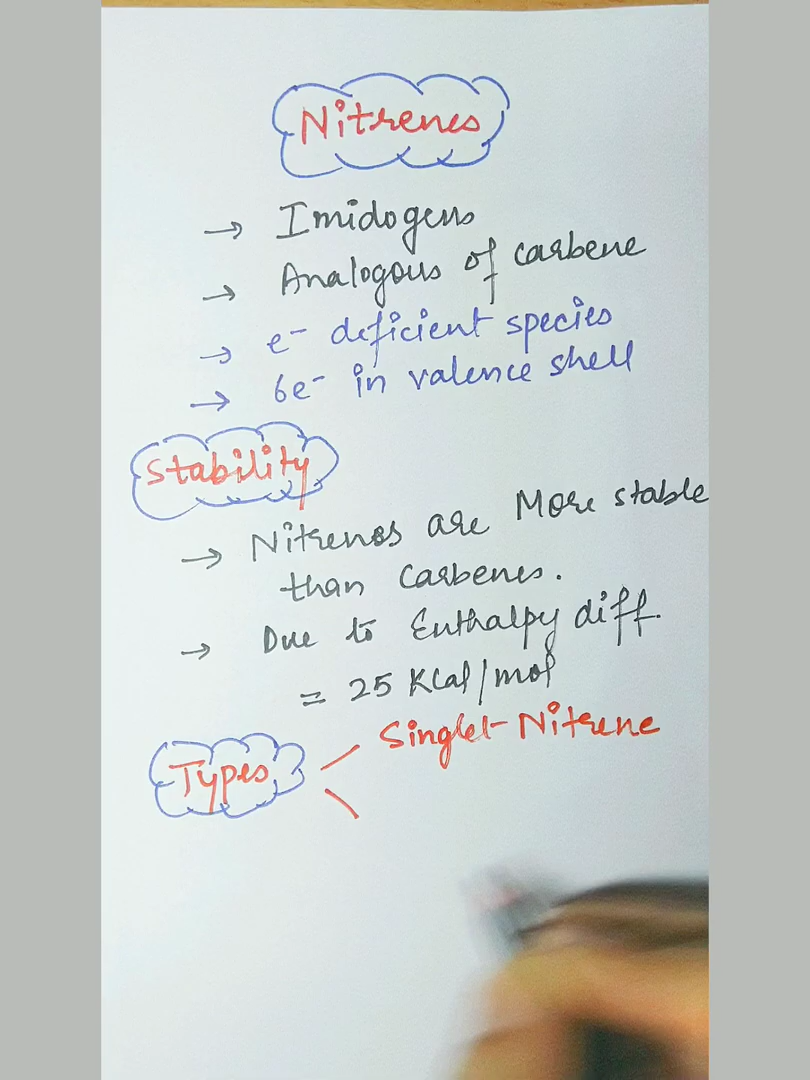 Nitrenes
→ Imidogens
→ Analogous of carbene
→ e⁻ deficient species
→ 6e⁻ in valence shell
Stability
→ Nitrenes are More stable
than Carbenes.
→ Due to Enthalpy diff.
= 25 Kcal/mol
Types
Singlet-Nitrene